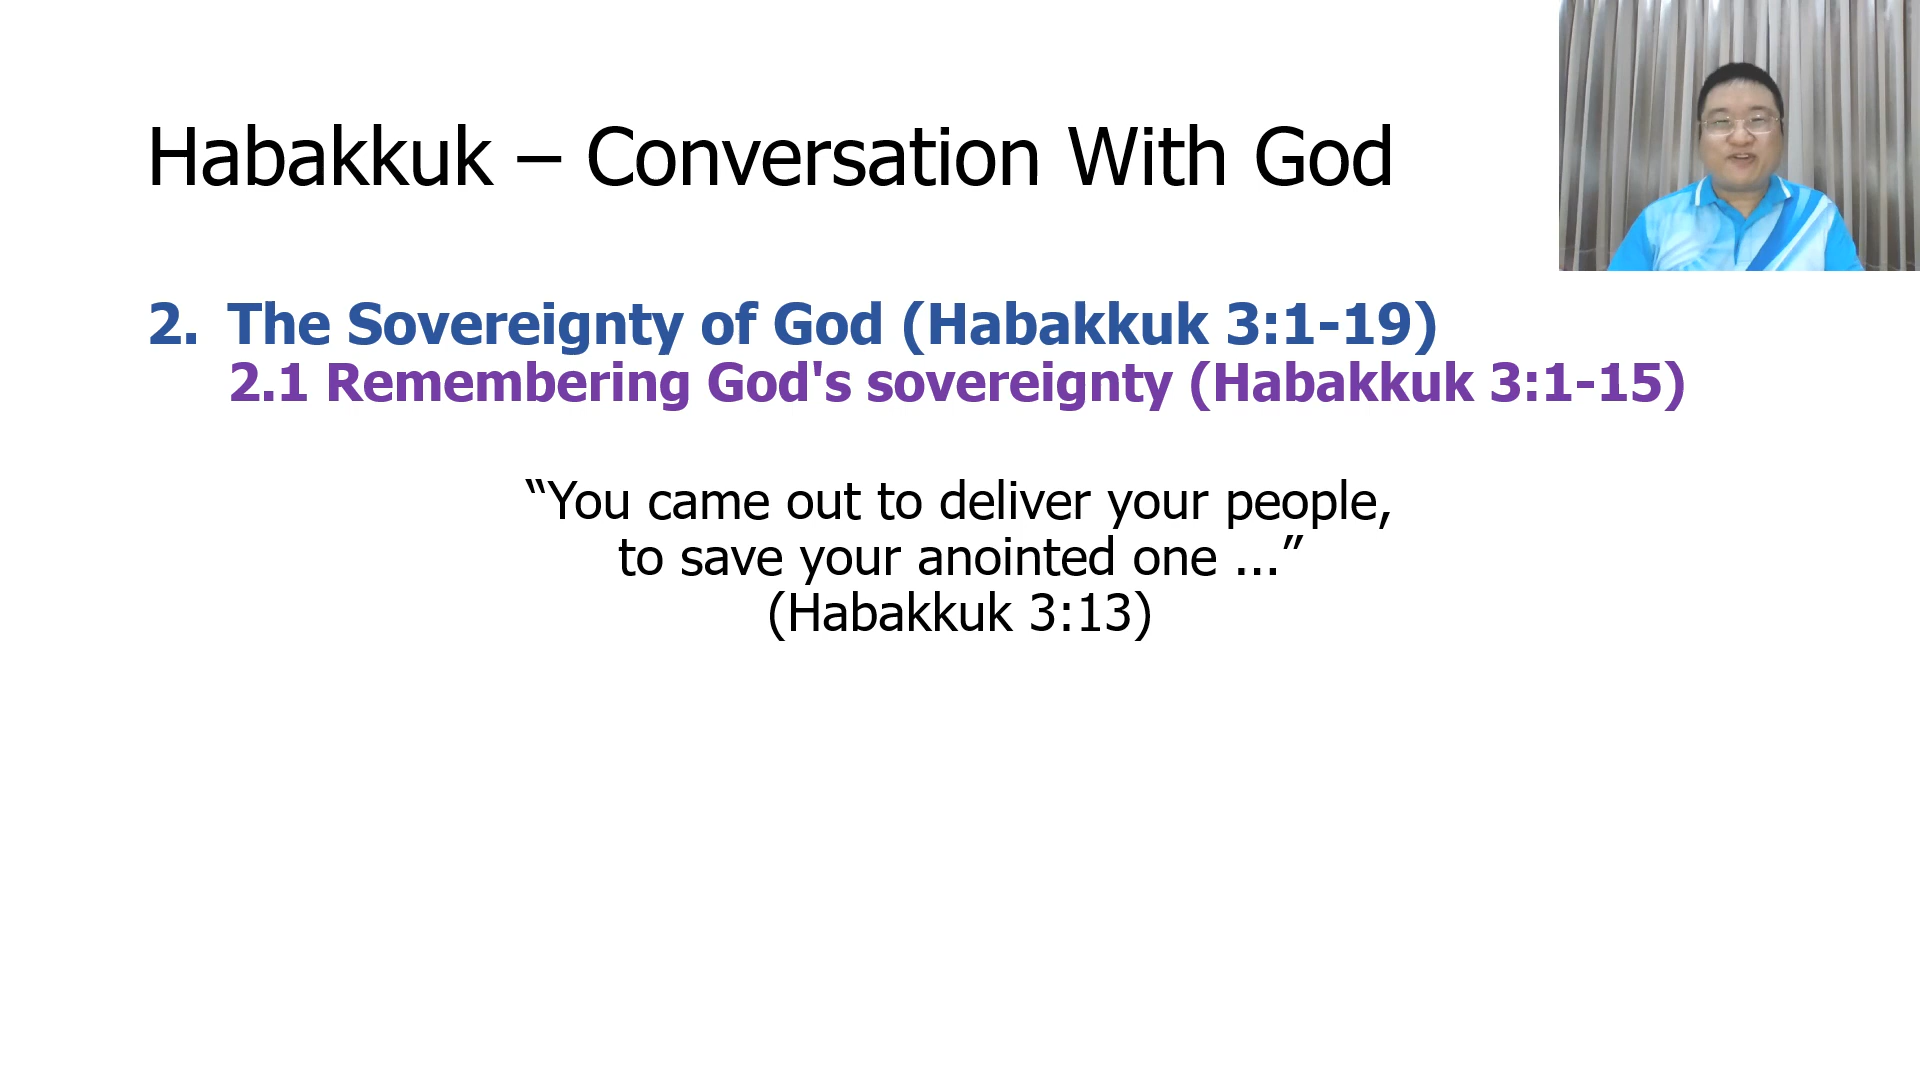 Habakkuk – Conversation With God
2. The Sovereignty of God (Habakkuk 3:1-19)
2.1 Remembering God's sovereignty (Habakkuk 3:1-15)
“You came out to deliver your people,
to save your anointed one ...”
(Habakkuk 3:13)